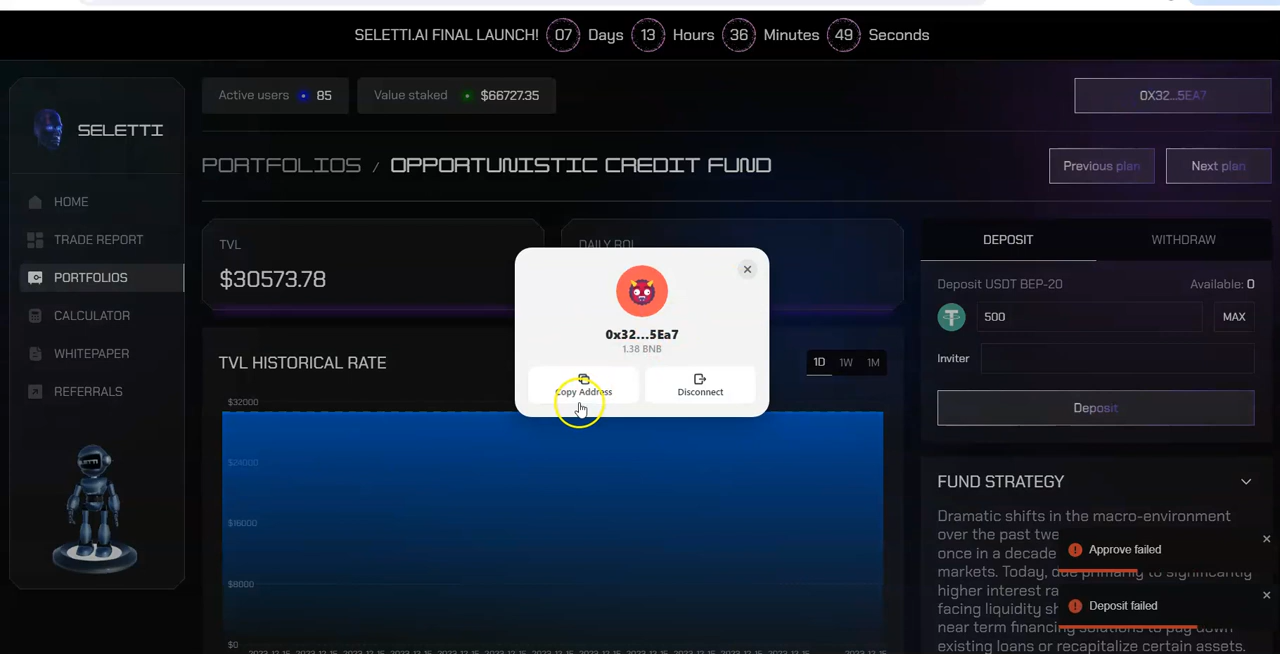 SELETTI.AI FINAL LAUNCH! 07 Days 13 Hours 36 Minutes 49 Seconds
Active users 85
Value staked $66727.35
0X32...5EA7
SELETTI
PORTFOLIOS / OPPORTUNISTIC CREDIT FUND
Previous plan
Next plan
HOME
TRADE REPORT
PORTFOLIOS
CALCULATOR
WHITEPAPER
REFERRALS
TVL
$30573.78
DAILY ROI
0x32...5Ea7
1.38 BNB
Copy Address
Disconnect
TVL HISTORICAL RATE
1D 1W 1M
$32000
$24000
$16000
$8000
$0
DEPOSIT
WITHDRAW
Deposit USDT BEP-20
Available: 0
500
MAX
Inviter
Deposit
FUND STRATEGY
Dramatic shifts in the macro-environment
over the past
once in a decade
markets. Today, due primarily to significantly
higher interest
facing liquidity
near term financing solutions to pay down
existing loans or recapitalize certain assets.
Approve failed
Deposit failed